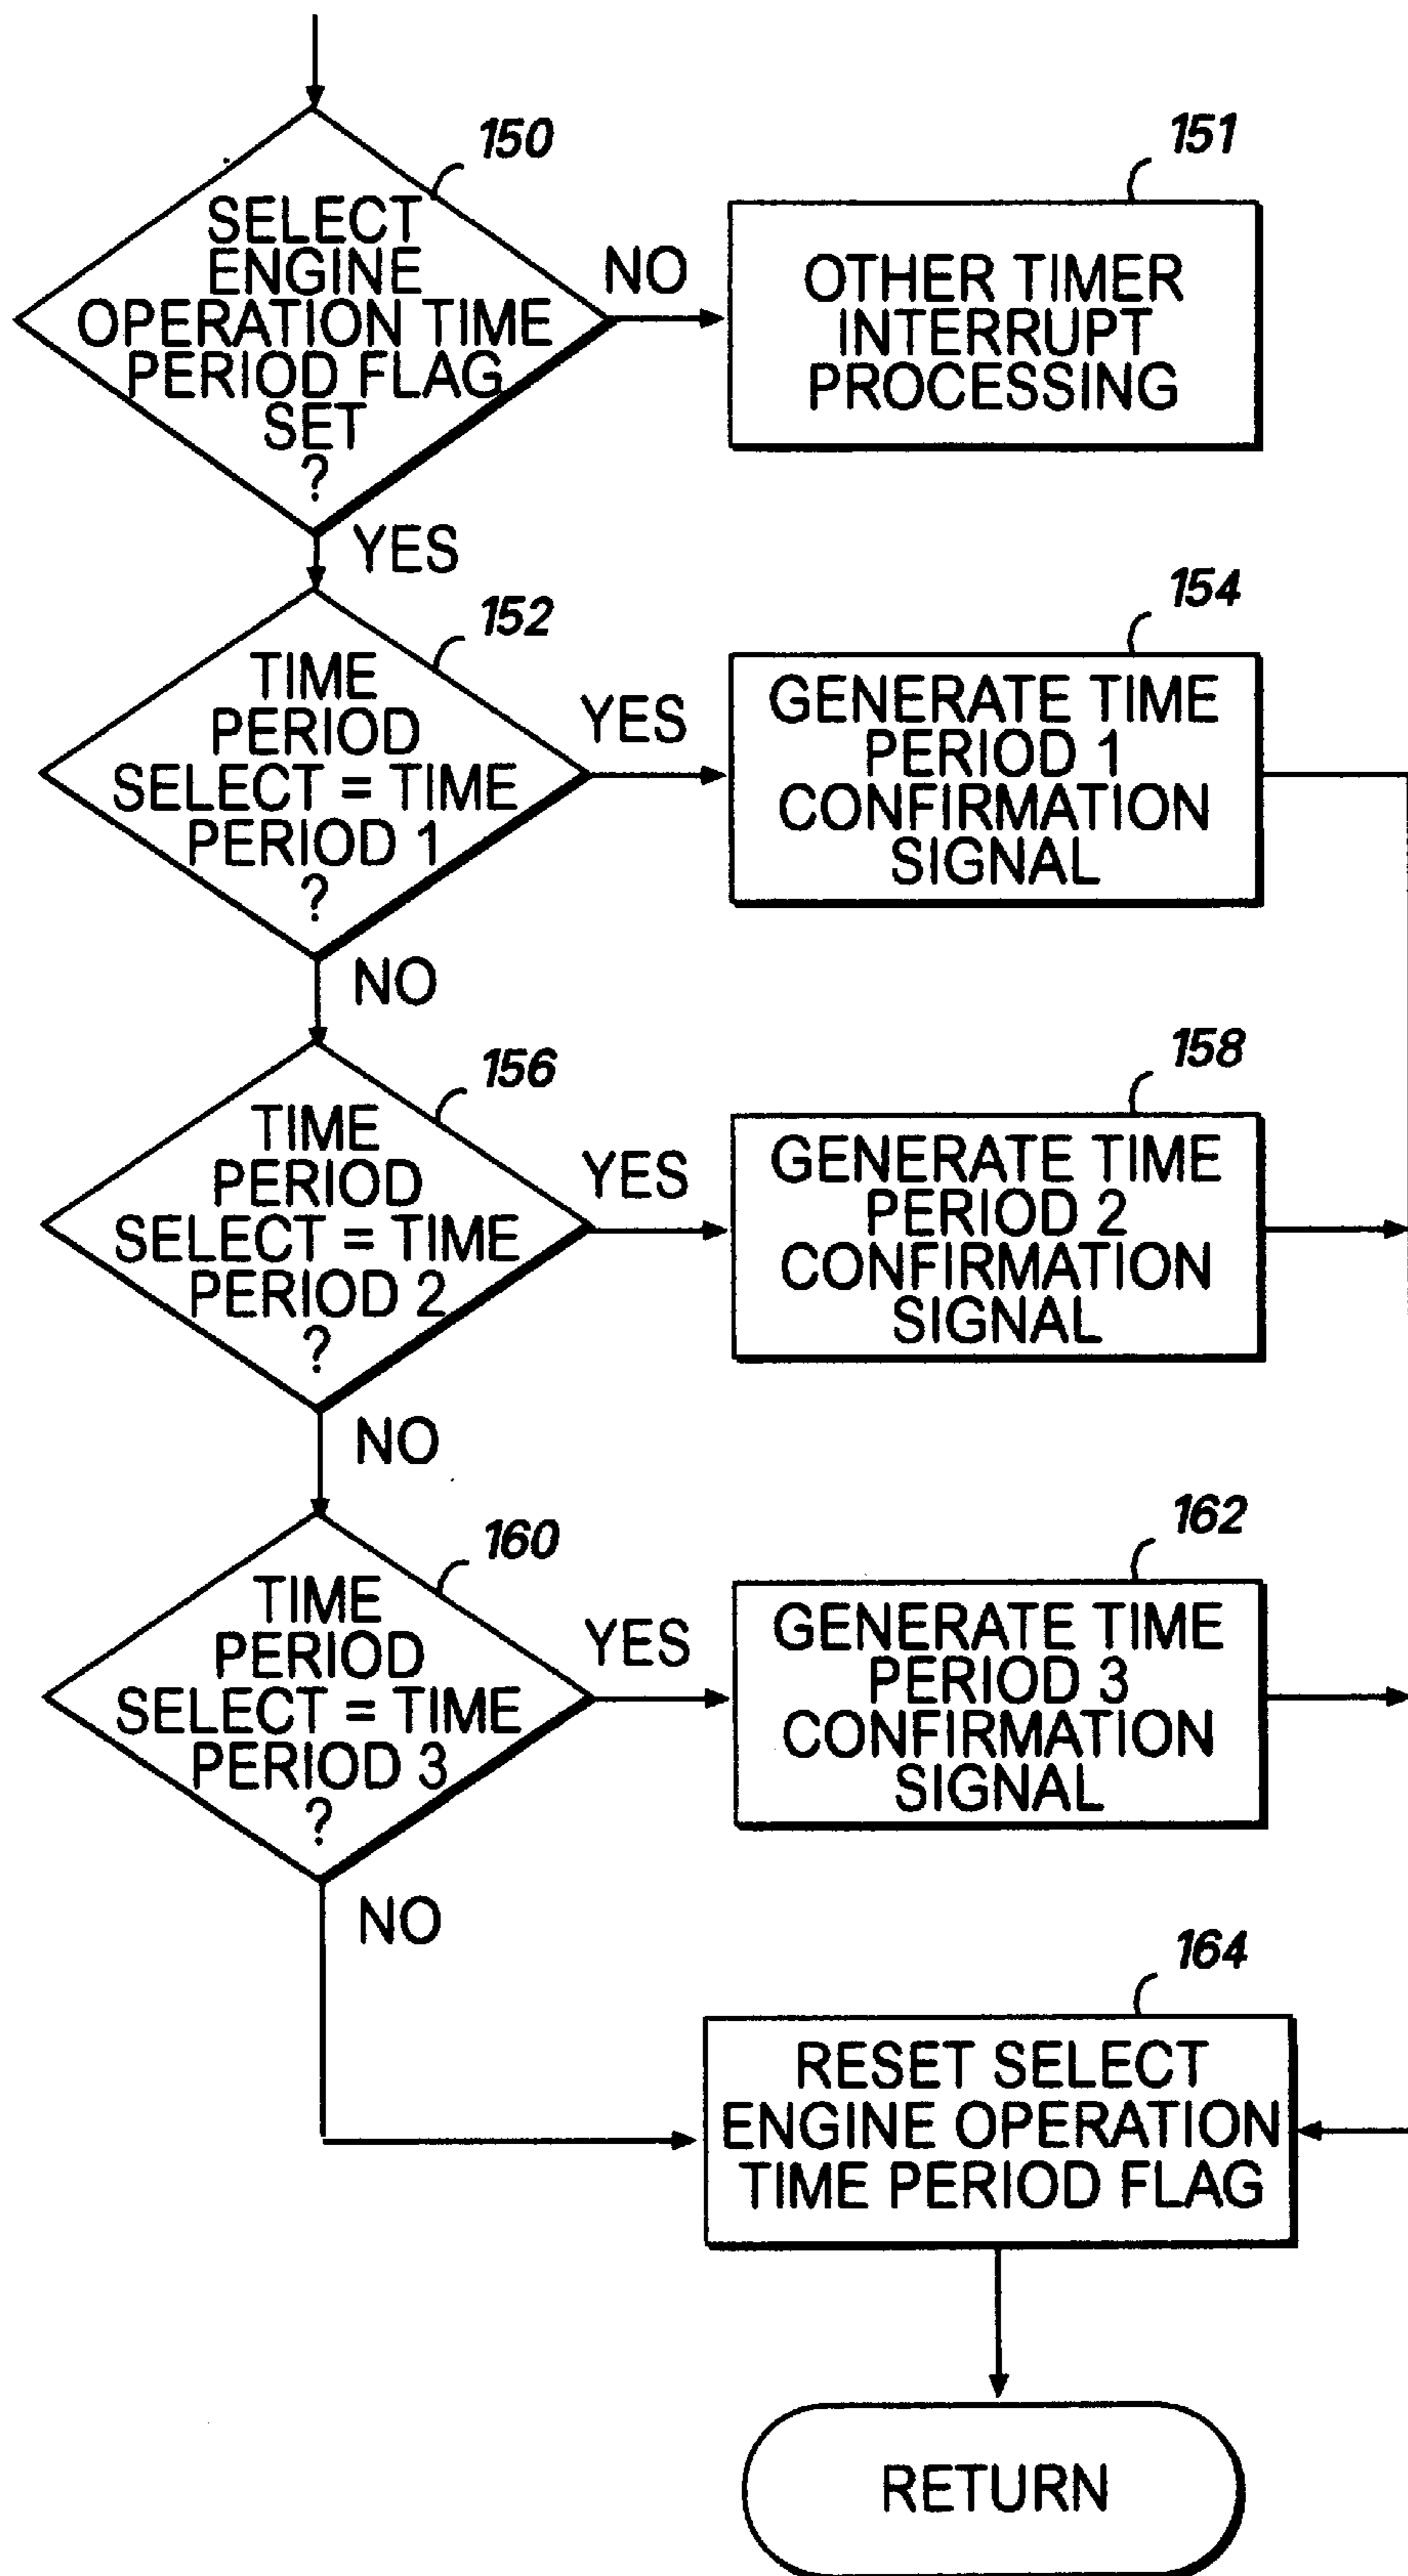 150
SELECT
ENGINE
OPERATION TIME
PERIOD FLAG
SET
?
NO
151
OTHER TIMER
INTERRUPT
PROCESSING
YES
152
TIME
PERIOD
SELECT = TIME
PERIOD 1
?
YES
154
GENERATE TIME
PERIOD 1
CONFIRMATION
SIGNAL
NO
156
TIME
PERIOD
SELECT = TIME
PERIOD 2
?
YES
158
GENERATE TIME
PERIOD 2
CONFIRMATION
SIGNAL
NO
160
TIME
PERIOD
SELECT = TIME
PERIOD 3
?
YES
162
GENERATE TIME
PERIOD 3
CONFIRMATION
SIGNAL
NO
164
RESET SELECT
ENGINE OPERATION
TIME PERIOD FLAG
RETURN